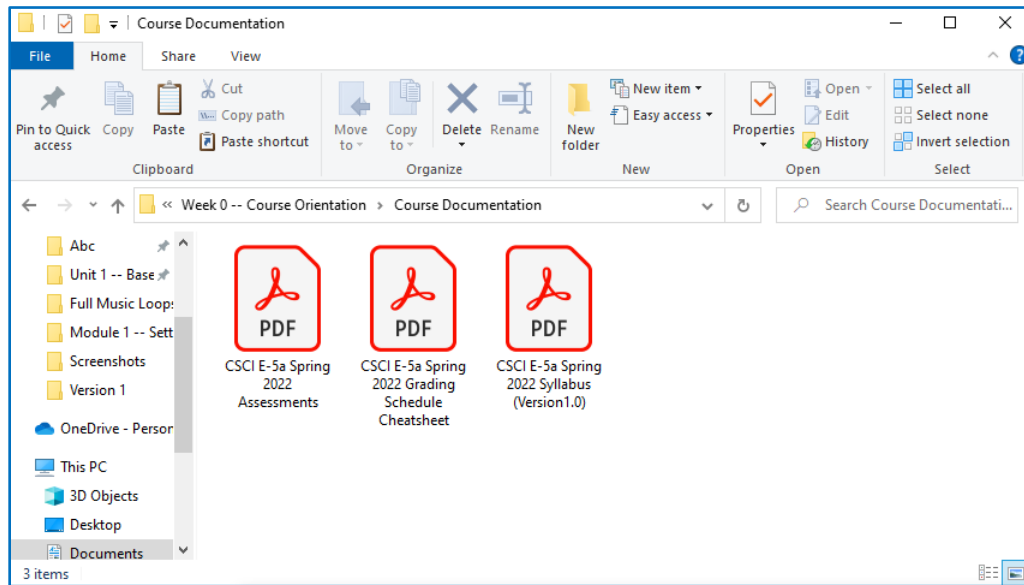 Course Documentation
File Home Share View
Pin to Quick access
Copy
Paste
Cut
Copy path
Paste shortcut
Clipboard
Move to
Copy to
Delete
Rename
Organize
New folder
New item
Easy access
New
Properties
Open
Edit
History
Open
Select all
Select none
Invert selection
Select
« Week 0 -- Course Orientation > Course Documentation
Search Course Documentati...
Abc
Unit 1 -- Base
Full Music Loops
Module 1 -- Sett
Screenshots
Version 1
OneDrive - Person
This PC
3D Objects
Desktop
Documents
PDF
CSCI E-5a Spring
2022
Assessments
PDF
CSCI E-5a Spring
2022 Grading
Schedule
Cheatsheet
PDF
CSCI E-5a Spring
2022 Syllabus
(Version1.0)
3 items